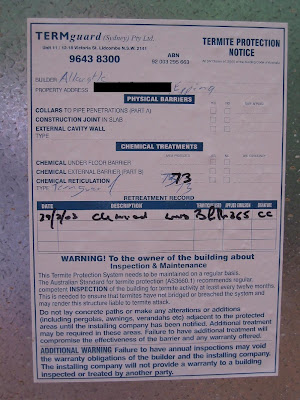 TERMguard (Sydney) Pty Ltd.
TERMITE PROTECTION
NOTICE
Unit 11 / 12-18 Victoria St. Lidcombe N.S.W. 2141
9643 8300
ABN
BUILDER
PROPERTY ADDRESS Epping
PHYSICAL BARRIERS
COLLARS TO PIPE PENETRATIONS (PART A)
CONSTRUCTION JOINT IN SLAB
EXTERNAL CAVITY WALL
TYPE
CHEMICAL TREATMENTS
CHEMICAL UNDER FLOOR BARRIER
CHEMICAL EXTERNAL BARRIER (PART B)
CHEMICAL RETICULATION 73
TYPE Termguard
RETREATMENT RECORD
DATE DESCRIPTION
Chemical
WARNING! To the owner of the building about
Inspection & Maintenance
This Termite Protection System needs to be maintained on a regular basis.
The Australian Standard for termite protection (AS3660.1) recommends regular,
competent INSPECTION of the building for termite activity at least every twelve months.
This is needed to ensure that termites have not bridged or breached the system and
may render this structure liable to termite attack.
Do not lay concrete paths or make any alterations or additions
(including pergolas, awnings, verandahs etc) adjacent to the protected
areas until the installing company has been notified. Additional treatment
may be required in these areas. Failure to have additional treatment will
compromise the effectiveness of the barrier and any warranty offered.
ADDITIONAL WARNING Failure to have annual inspections may void
the warranty obligations of the builder and the installing company.
The installing company will not provide a warranty to a building
inspected or treated by another party.